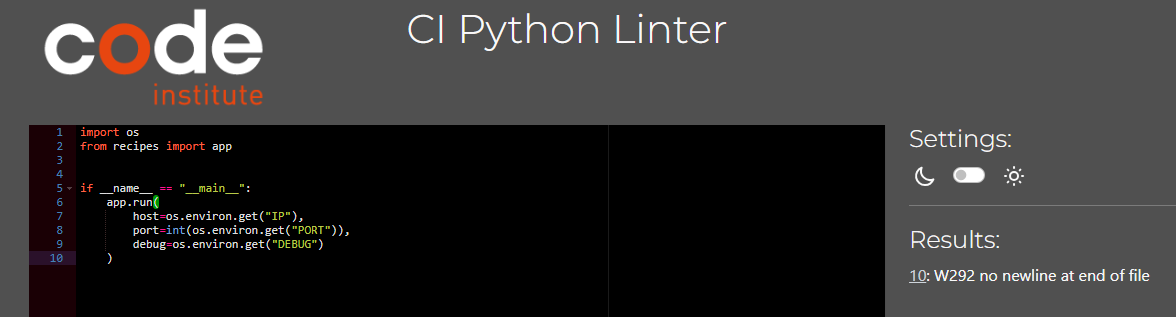 code
institute
CI Python Linter
1 import os
2 from recipes import app
3
4
5 if __name__ == "__main__":
6     app.run(
7         host=os.environ.get("IP"),
8         port=int(os.environ.get("PORT")),
9         debug=os.environ.get("DEBUG")
10     )
Settings:
Results:
10: W292 no newline at end of file